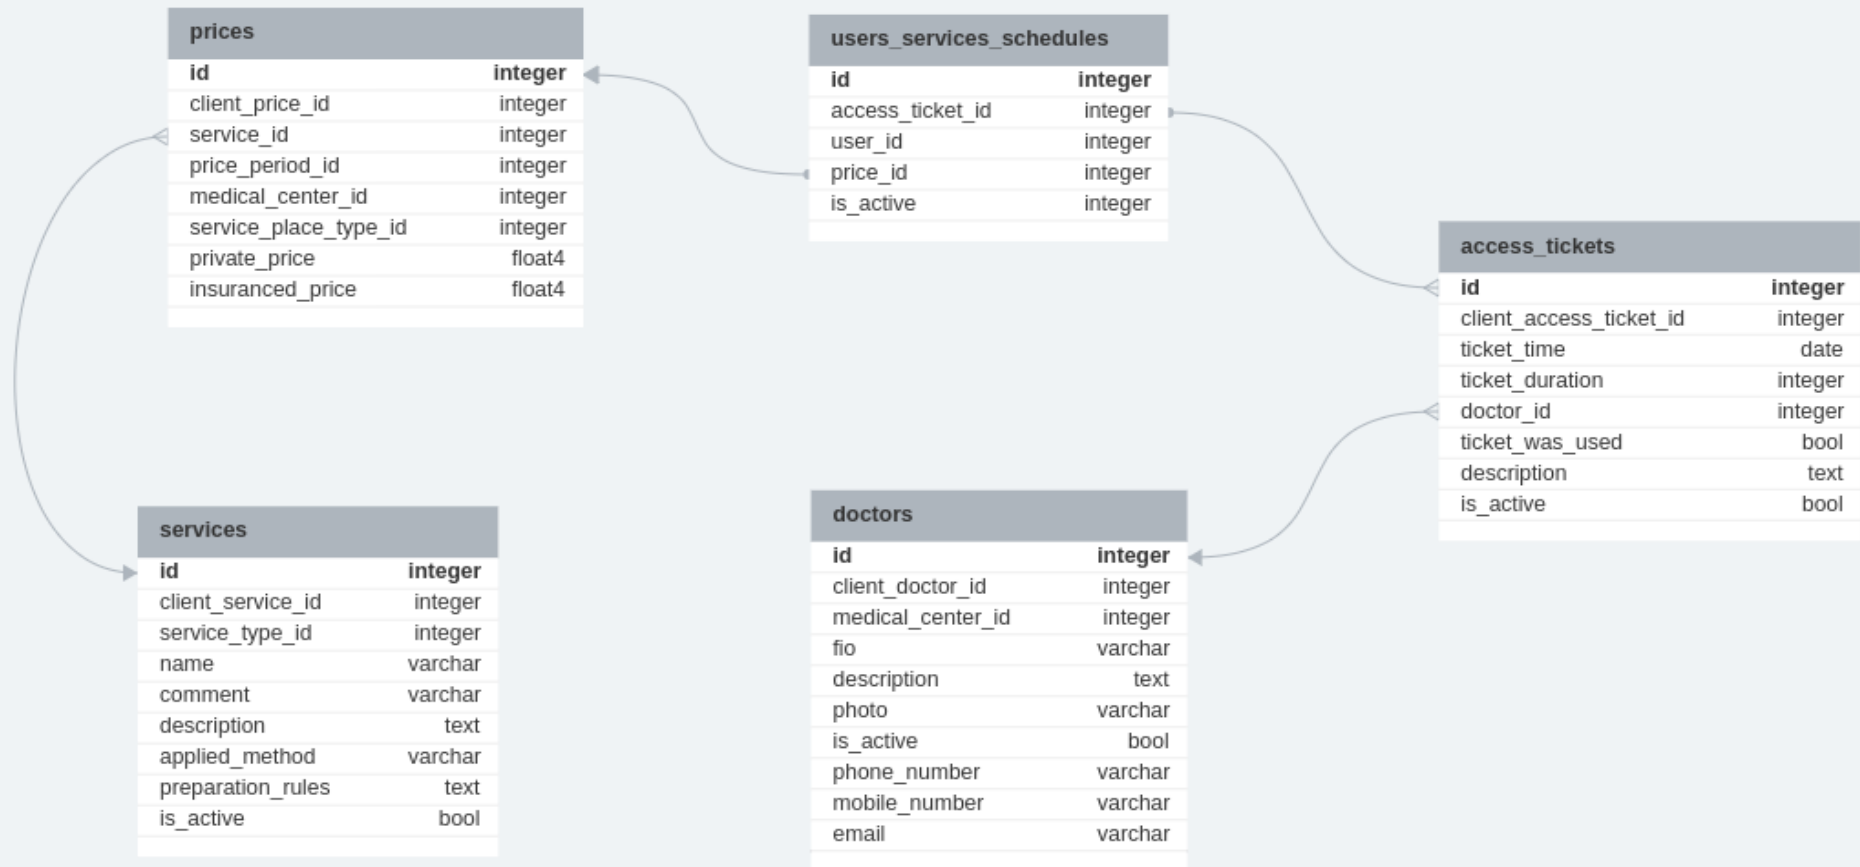 prices
id integer
client_price_id integer
service_id integer
price_period_id integer
medical_center_id integer
service_place_type_id integer
private_price float4
insuranced_price float4
users_services_schedules
id integer
access_ticket_id integer
user_id integer
price_id integer
is_active integer
access_tickets
id integer
client_access_ticket_id integer
ticket_time date
ticket_duration integer
doctor_id integer
ticket_was_used bool
description text
is_active bool
services
id integer
client_service_id integer
service_type_id integer
name varchar
comment varchar
description text
applied_method varchar
preparation_rules text
is_active bool
doctors
id integer
client_doctor_id integer
medical_center_id integer
fio varchar
description text
photo varchar
is_active bool
phone_number varchar
mobile_number varchar
email varchar